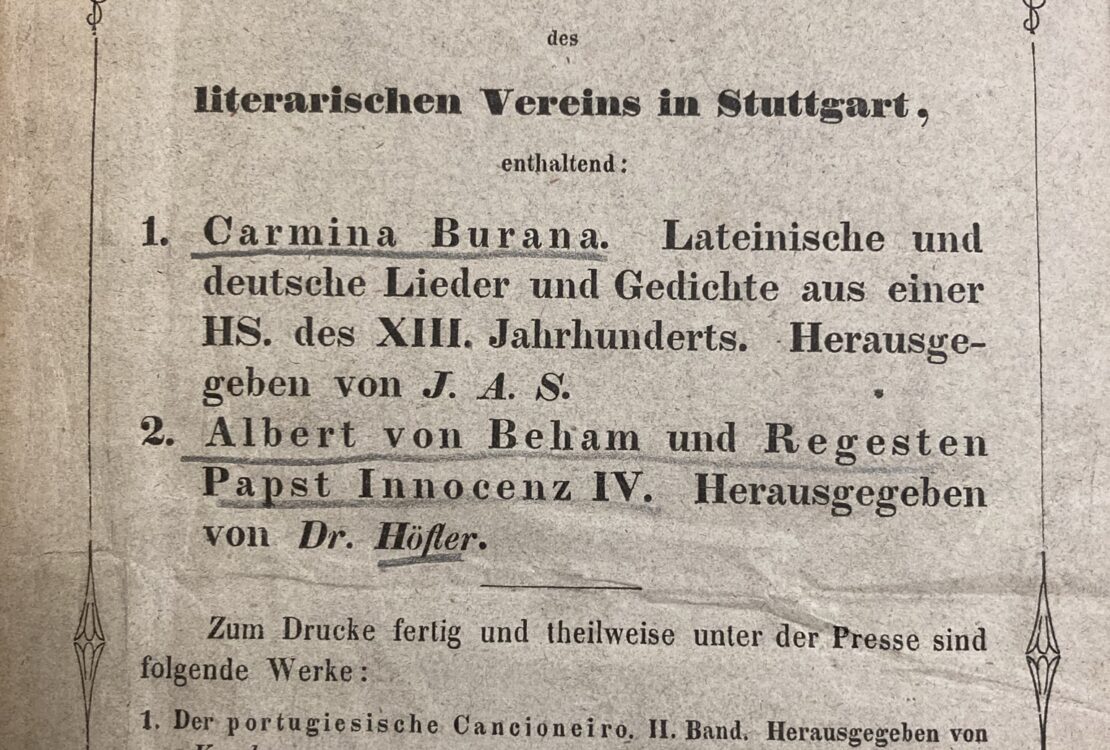 des
literarischen Vereins in Stuttgart,
enthaltend:
1. Carmina Burana. Lateinische und
deutsche Lieder und Gedichte aus einer
HS. des XIII. Jahrhunderts. Herausge-
geben von J. A. S.
2. Albert von Beham und Regesten
Papst Innocenz IV. Herausgegeben
von Dr. Höfler.
Zum Drucke fertig und theilweise unter der Presse sind
folgende Werke:
1. Der portugiesische Cancioneiro. II. Band. Herausgegeben von